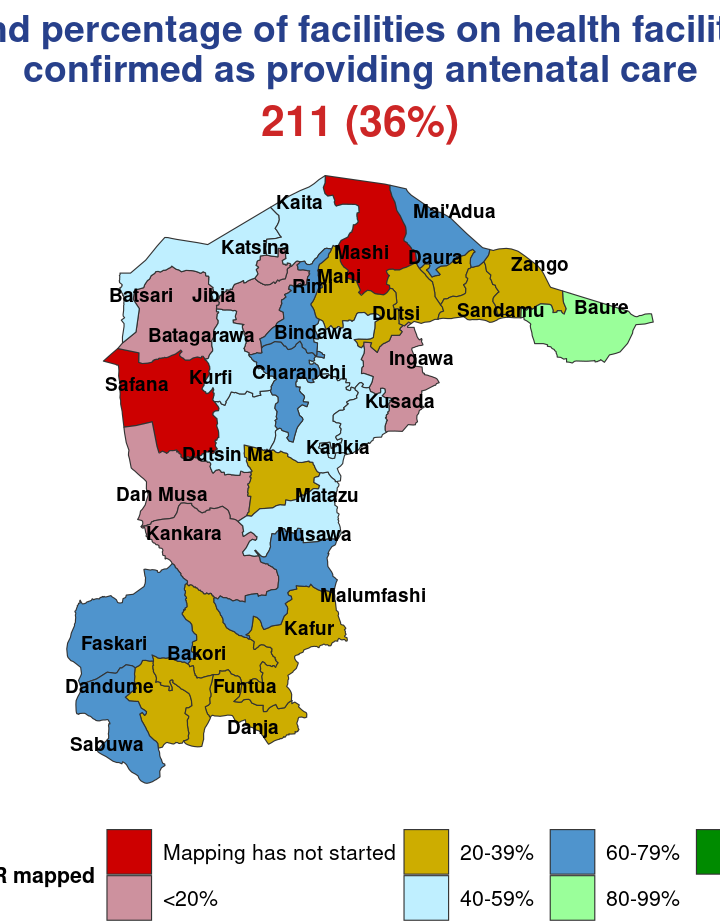 nd percentage of facilities on health facilit
confirmed as providing antenatal care
211 (36%)
Kaita
Mai'Adua
Katsina
Mashi
Daura
Zango
Mani
Rimi
Batsari
Jibia
Baure
Dutsi
Sandamu
Batagarawa
Bindawa
Ingawa
Safana
Kurfi
Charanchi
Kusada
Kankia
Dutsin Ma
Dan Musa
Matazu
Kankara
Musawa
Malumfashi
Kafur
Faskari
Bakori
Dandume
Funtua
Danja
Sabuwa
R mapped
Mapping has not started
20-39%
60-79%
<20%
40-59%
80-99%